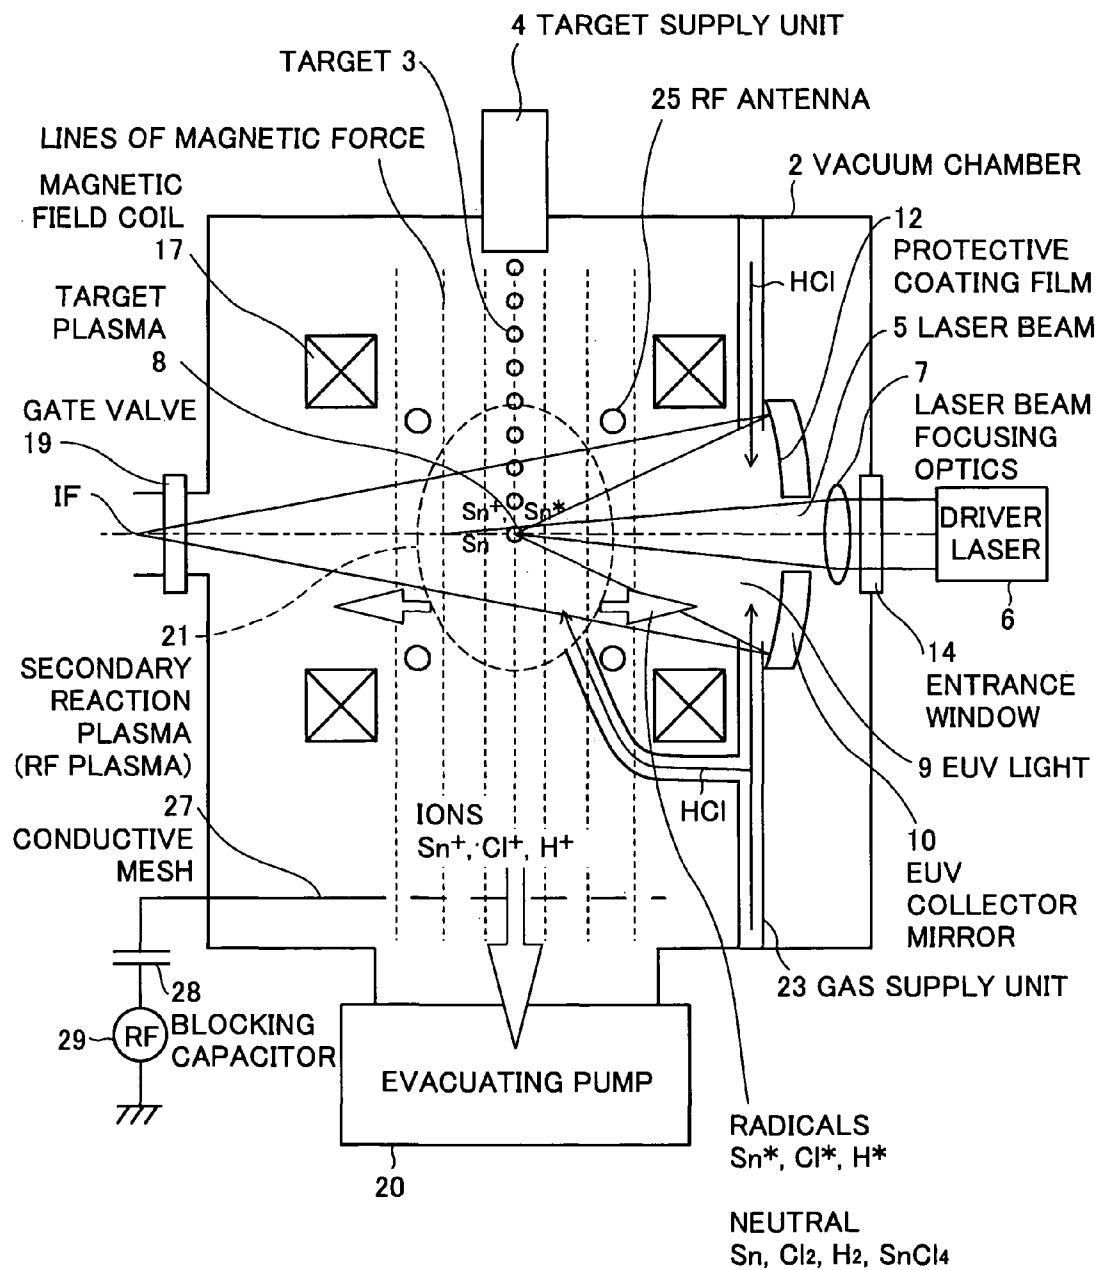 4 TARGET SUPPLY UNIT
TARGET 3
25 RF ANTENNA
LINES OF MAGNETIC FORCE
2 VACUUM CHAMBER
MAGNETIC
FIELD COIL
17
12
PROTECTIVE
COATING FILM
HCl
TARGET
PLASMA
8
5 LASER BEAM
7
LASER BEAM
FOCUSING
OPTICS
GATE VALVE
19
IF
Sn+, Sn*
Sn
DRIVER
LASER
6
21
SECONDARY
REACTION
PLASMA
(RF PLASMA)
14
ENTRANCE
WINDOW
9 EUV LIGHT
HCl
27
CONDUCTIVE
MESH
IONS
Sn+, Cl+, H+
10
EUV
COLLECTOR
MIRROR
23 GAS SUPPLY UNIT
28
BLOCKING
CAPACITOR
29
RF
EVACUATING PUMP
20
RADICALS
Sn*, Cl*, H*
NEUTRAL
Sn, Cl2, H2, SnCl4